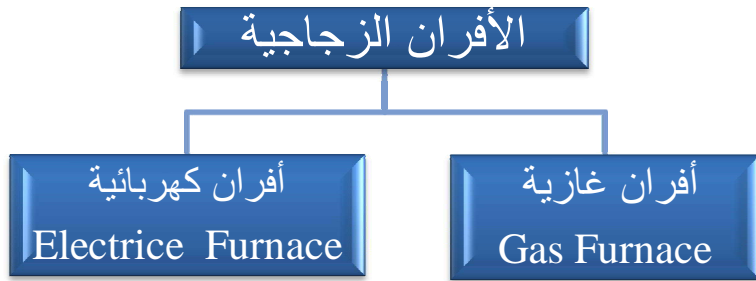 الأفران الزجاجية
أفران غازية
Gas Furnace
أفران كهربائية
Electrice Furnace